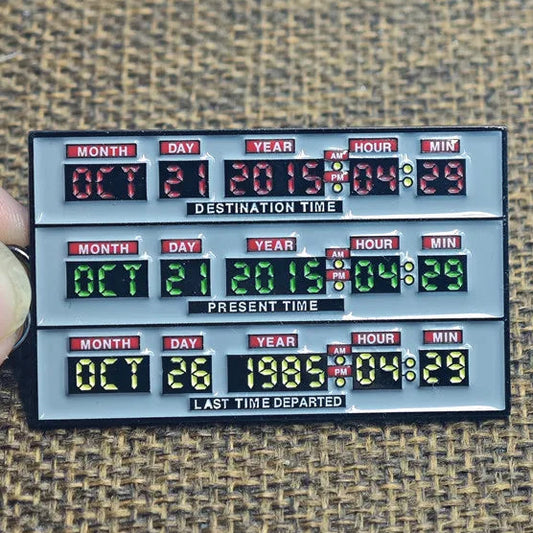 MONTH DAY YEAR AM HOUR MIN
PM
OCT 21 2015 04 29
DESTINATION TIME
MONTH DAY YEAR AM HOUR MIN
PM
OCT 21 2015 04 29
PRESENT TIME
MONTH DAY YEAR AM HOUR MIN
PM
OCT 26 1985 04 29
LAST TIME DEPARTED